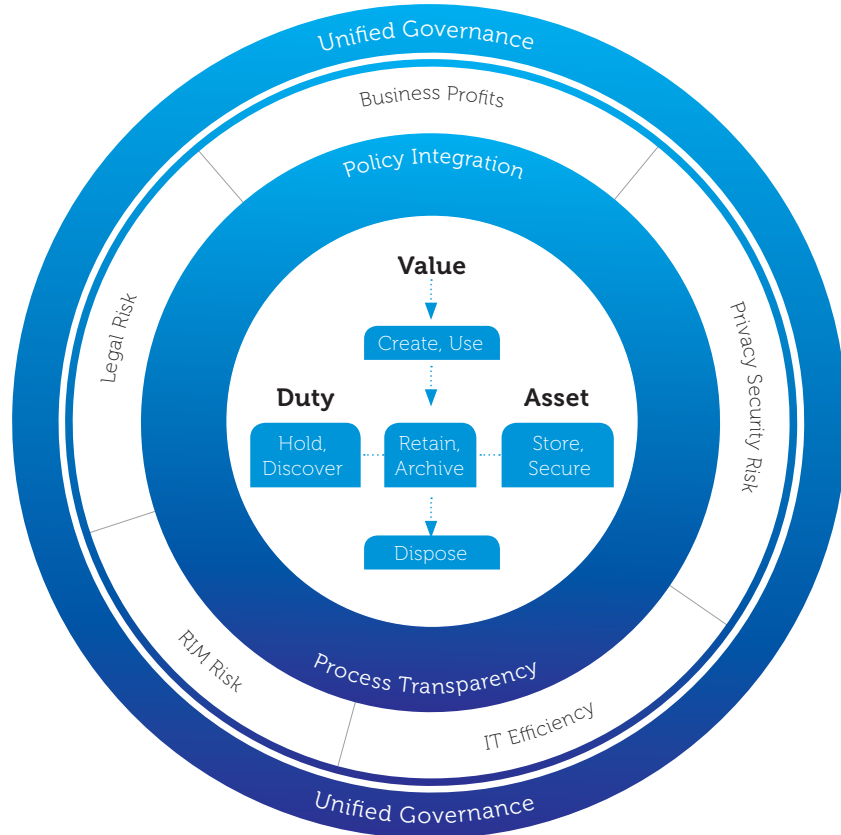 Unified Governance
Business Profits
Policy Integration
Value
Create, Use
Legal Risk
Privacy Security Risk
Duty
Asset
Hold,
Discover
Retain,
Archive
Store,
Secure
Dispose
RIM Risk
Process Transparency
IT Efficiency
Unified Governance